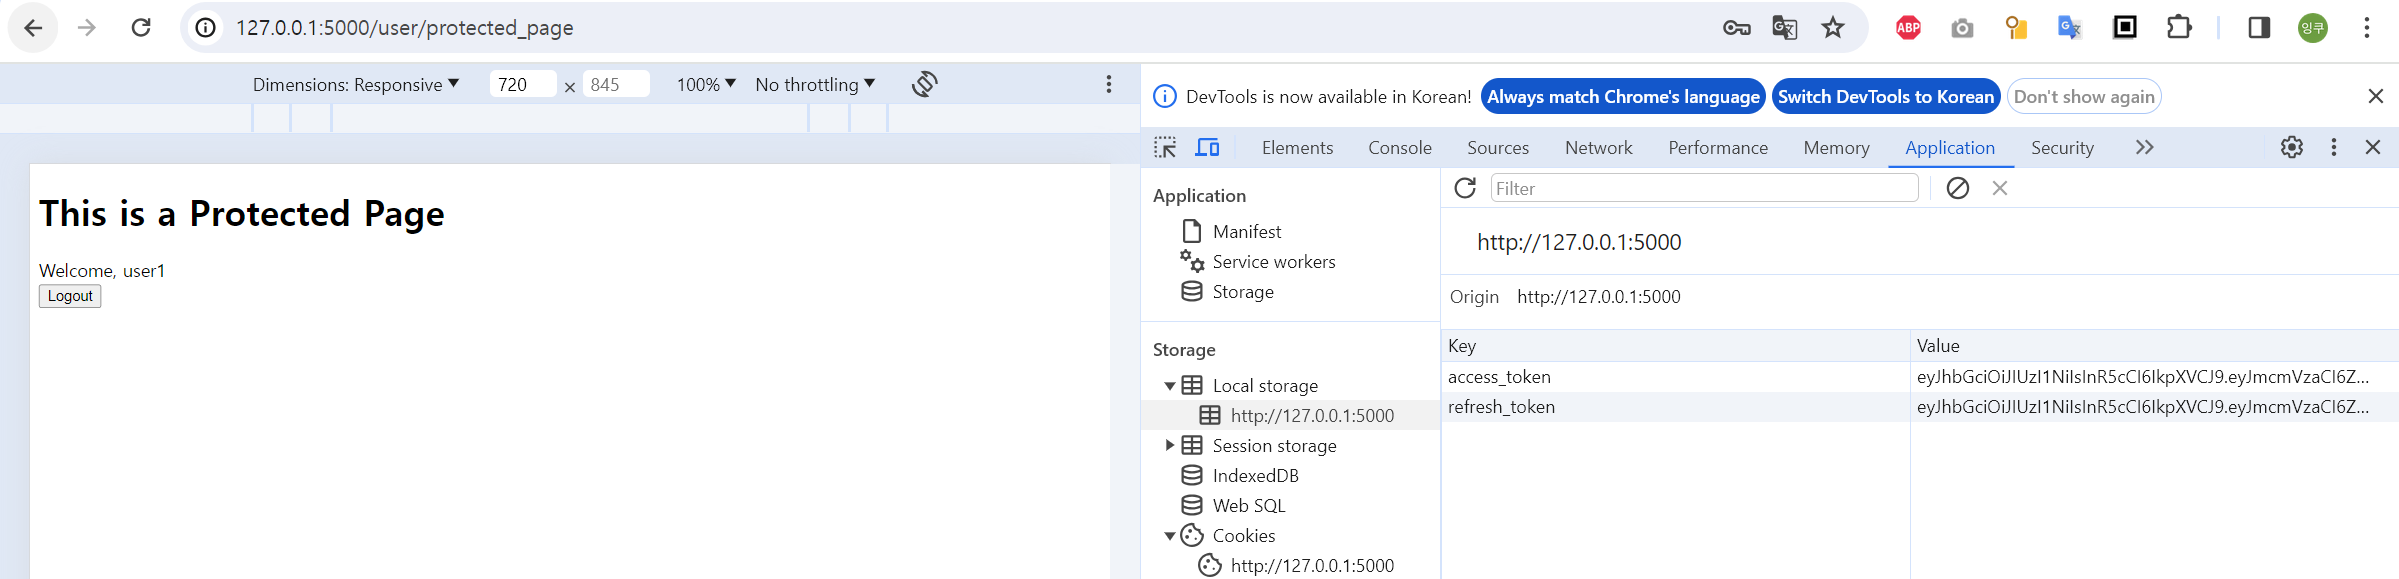 127.0.0.1:5000/user/protected_page
ABP
잉쿠
Dimensions: Responsive
720 × 845
100%
No throttling
DevTools is now available in Korean!
Always match Chrome's language
Switch DevTools to Korean
Don't show again
Elements
Console
Sources
Network
Performance
Memory
Application
Security
This is a Protected Page
Welcome, user1
Logout
Application
Manifest
Service workers
Storage
Storage
Local storage
http://127.0.0.1:5000
Session storage
IndexedDB
Web SQL
Cookies
http://127.0.0.1:5000
Filter
http://127.0.0.1:5000
Origin http://127.0.0.1:5000
Key Value
access_token eyJhbGciOiJIUzI1NiIsInR5cCI6IkpXVCJ9.eyJmcmVzaCI6Z...
refresh_token eyJhbGciOiJIUzI1NiIsInR5cCI6IkpXVCJ9.eyJmcmVzaCI6Z...